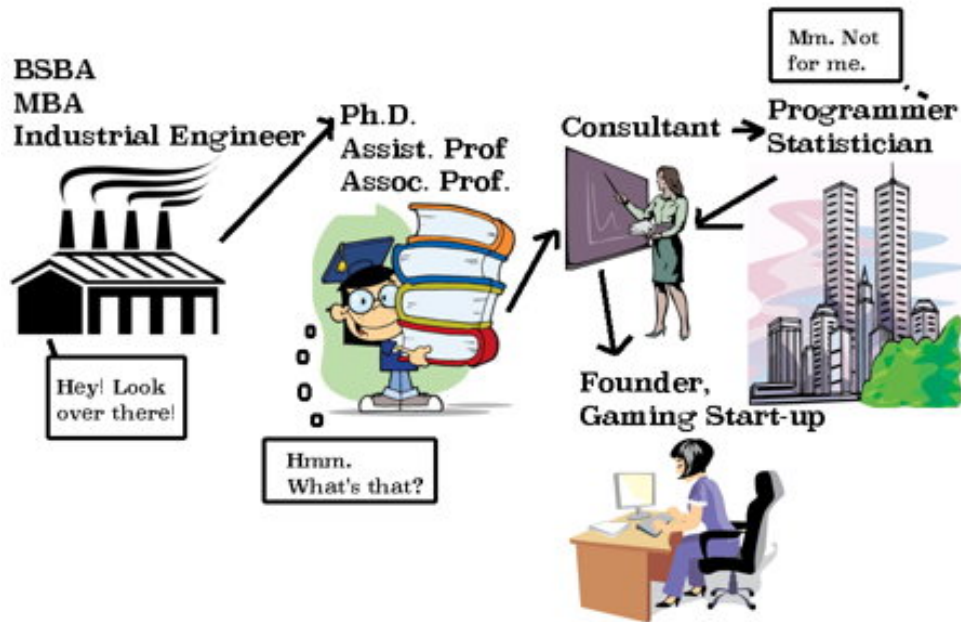 BSBA
MBA
Industrial Engineer
Hey! Look
over there!
Ph.D.
Assist. Prof
Assoc. Prof.
Hmm.
What's that?
Consultant
Mm. Not
for me.
Programmer
Statistician
Founder,
Gaming Start-up